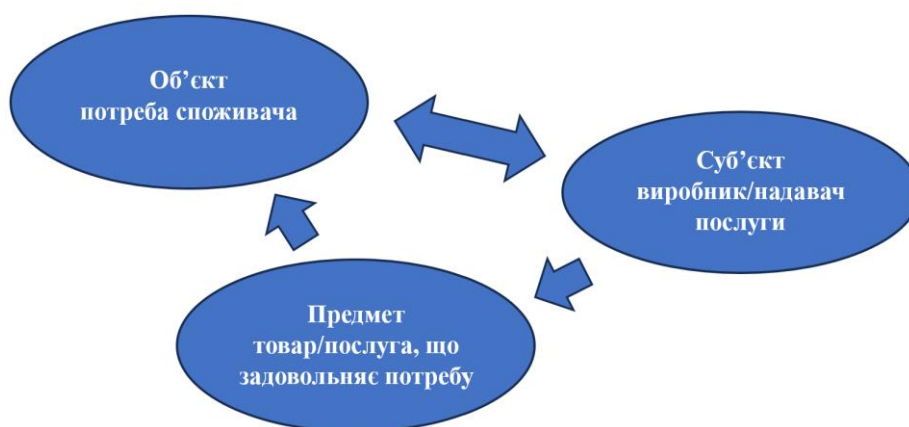 Об’єкт
потреба споживача
Суб’єкт
виробник/надавач
послуги
Предмет
товар/послуга, що
задовольняє потребу